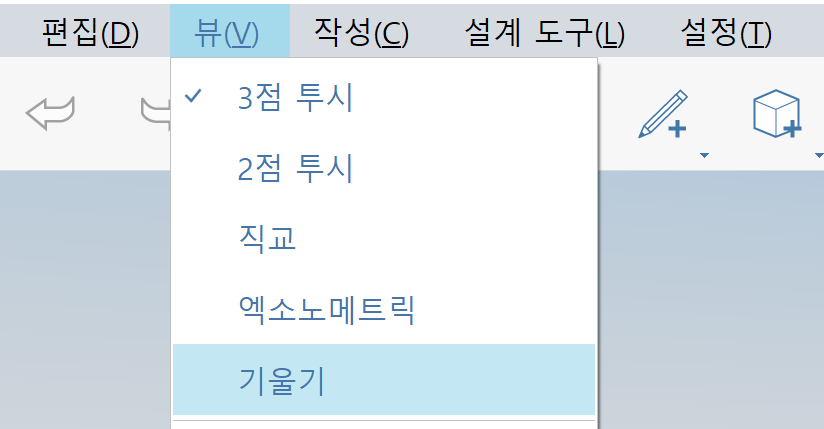 편집(D) 뷰(V) 작성(C) 설계 도구(L) 설정(T)
3점 투시
2점 투시
직교
엑소노메트릭
기울기